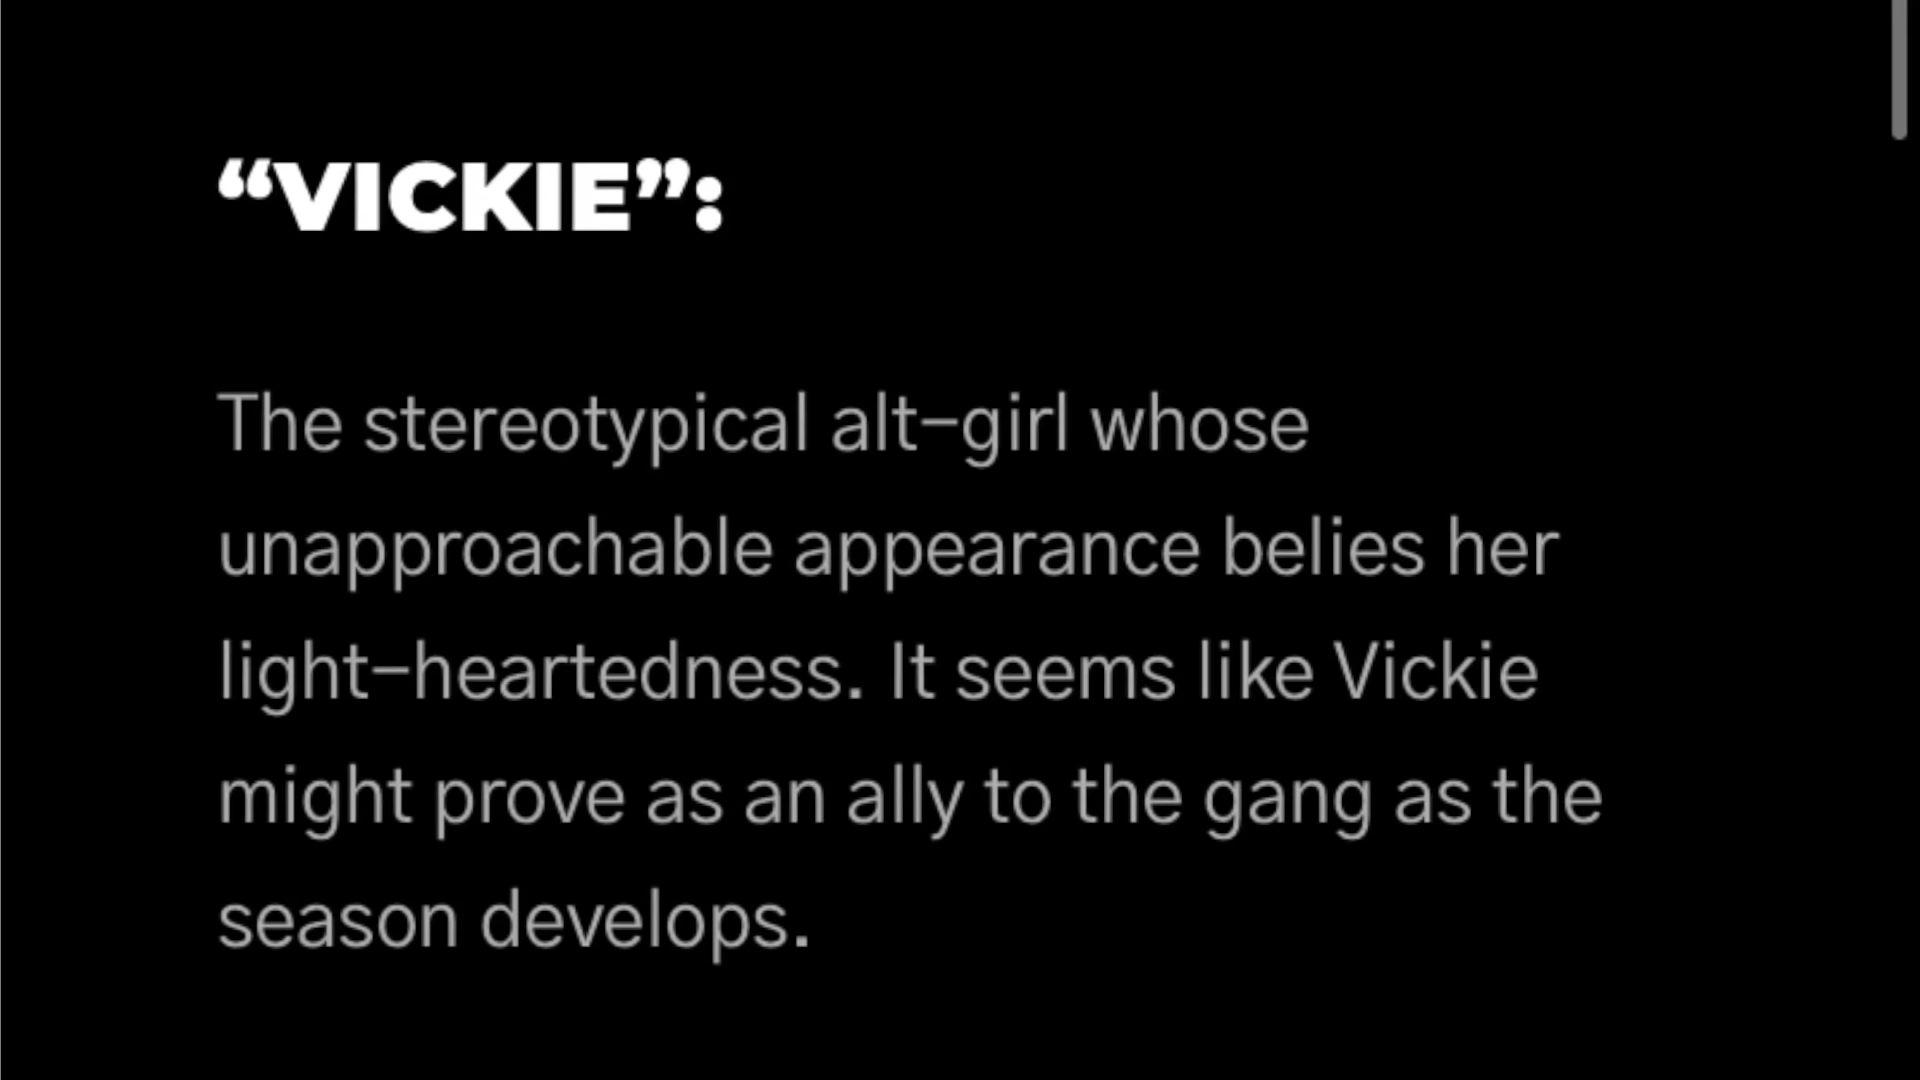 “VICKIE”:
The stereotypical alt-girl whose
unapproachable appearance belies her
light-heartedness. It seems like Vickie
might prove as an ally to the gang as the
season develops.